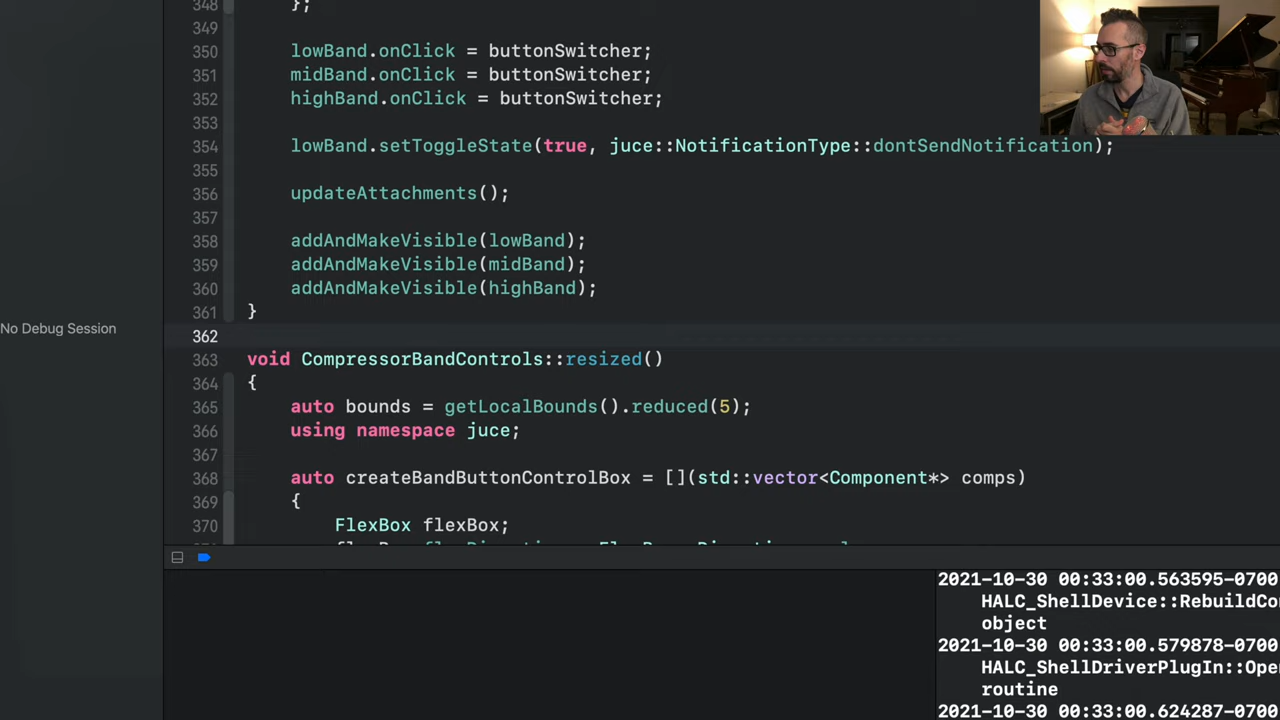 348 };
349
350 lowBand.onClick = buttonSwitcher;
351 midBand.onClick = buttonSwitcher;
352 highBand.onClick = buttonSwitcher;
353
354 lowBand.setToggleState(true, juce::NotificationType::dontSendNotification);
355
356 updateAttachments();
357
358 addAndMakeVisible(lowBand);
359 addAndMakeVisible(midBand);
360 addAndMakeVisible(highBand);
361 }
No Debug Session
362
363 void CompressorBandControls::resized()
364 {
365 auto bounds = getLocalBounds().reduced(5);
366 using namespace juce;
367
368 auto createBandButtonControlBox = [](std::vector<Component*> comps)
369 {
370 FlexBox flexBox;
2021-10-30 00:33:00.563595-0700
HALC_ShellDevice::RebuildCo
object
2021-10-30 00:33:00.579878-0700
HALC_ShellDriverPlugIn::Ope
routine
2021-10-30 00:33:00.624287-0700